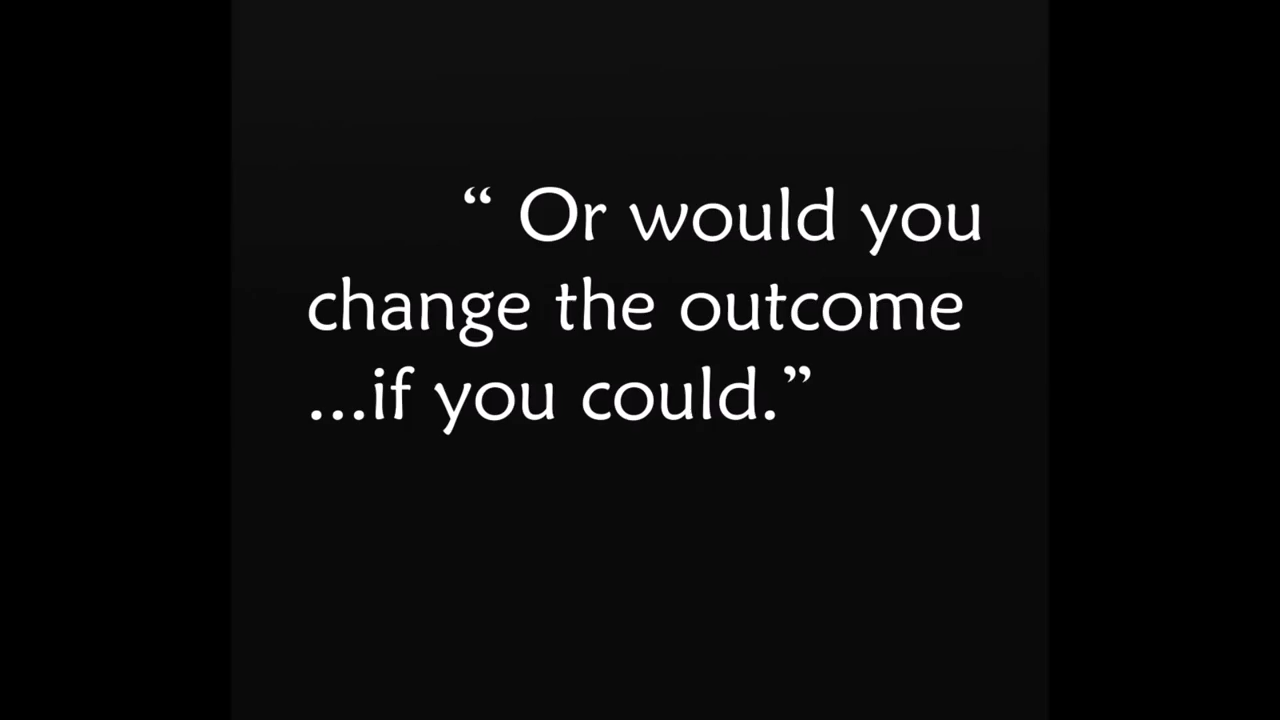 “ Or would you
change the outcome
...if you could.”